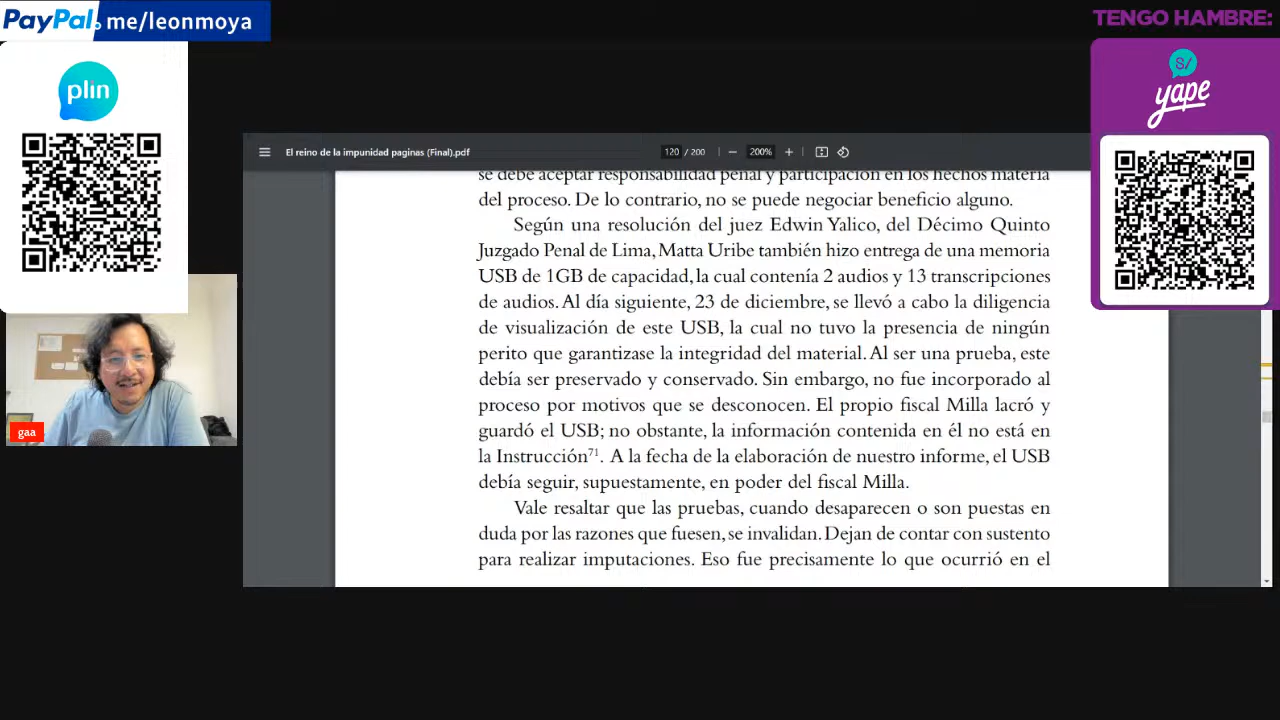 PayPal.me/leonmoya
TENGO HAMBRE:
plin
S/
yape
El reino de la impunidad paginas (Final).pdf
120 / 200
200%
se debe aceptar responsabilidad penal y participación en los hechos materia
del proceso. De lo contrario, no se puede negociar beneficio alguno.
Según una resolución del juez Edwin Yalico, del Décimo Quinto
Juzgado Penal de Lima, Matta Uribe también hizo entrega de una memoria
USB de 1GB de capacidad, la cual contenía 2 audios y 13 transcripciones
de audios. Al día siguiente, 23 de diciembre, se llevó a cabo la diligencia
de visualización de este USB, la cual no tuvo la presencia de ningún
perito que garantizase la integridad del material. Al ser una prueba, este
debía ser preservado y conservado. Sin embargo, no fue incorporado al
proceso por motivos que se desconocen. El propio fiscal Milla lacró y
guardó el USB; no obstante, la información contenida en él no está en
la Instrucción71. A la fecha de la elaboración de nuestro informe, el USB
debía seguir, supuestamente, en poder del fiscal Milla.
Vale resaltar que las pruebas, cuando desaparecen o son puestas en
duda por las razones que fuesen, se invalidan. Dejan de contar con sustento
para realizar imputaciones. Eso fue precisamente lo que ocurrió en el
gaa